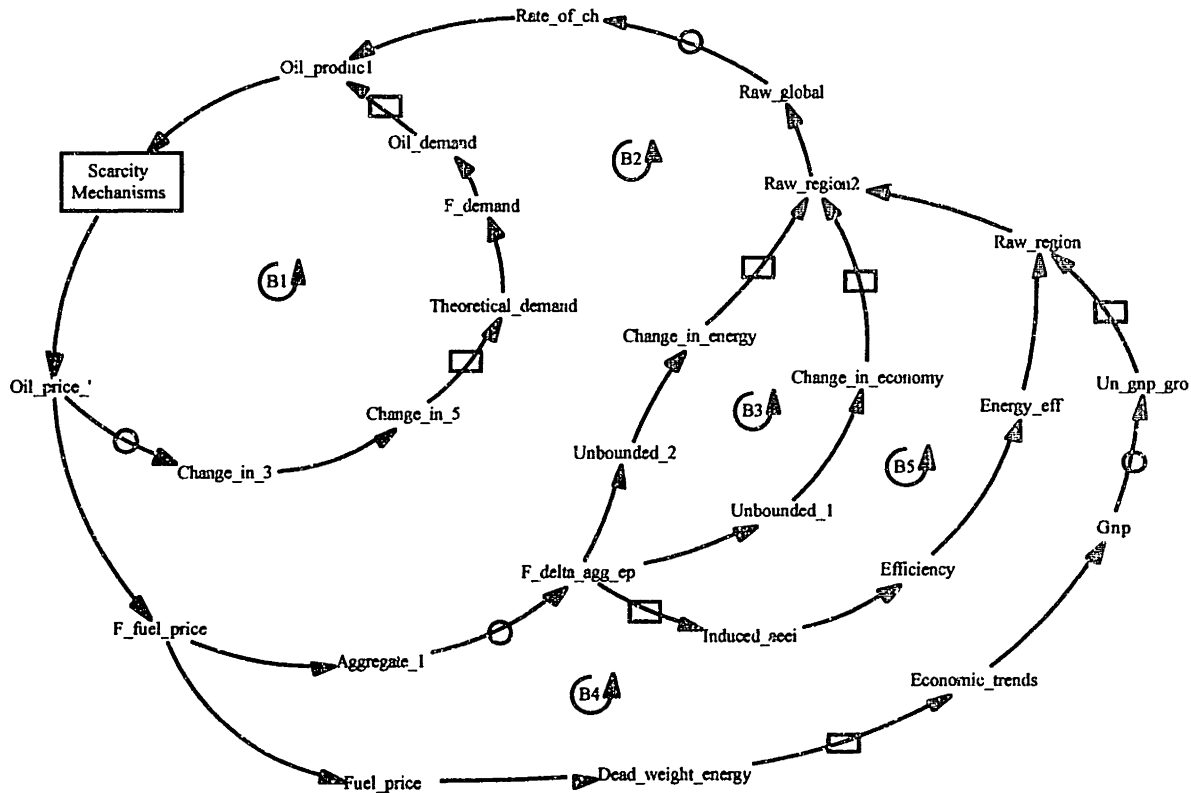 Rate_of_ch
Oil_product
Raw_global
Oil_demand
B2
Scarcity
Mechanisms
Raw_region2
F_demand
Raw_region
B1
Theoretical_demand
Change_in_energy
Oil_price_'
Change_in_economy
Un_gnp_gro
Change_in_5
B3
Energy_eff
Change_in_3
Unbounded_2
B5
Unbounded_1
Gnp
F_delta_agg_ep
Efficiency
F_fuel_price
Induced_aeei
Aggregate_1
B4
Economic_trends
Fuel_price
Dead_weight_energy